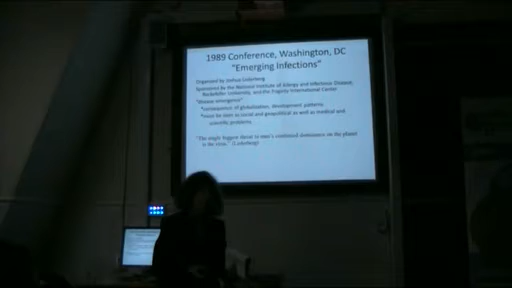 1989 Conference, Washington, DC
"Emerging Infections"
Organized by Joshua Lederberg
Sponsored by the National Institute of Allergy and Infectious Disease,
Rockefeller University, and the Fogarty International Center
"disease emergence"
•consequence of globalization, development patterns
•must be seen as social and geopolitical as well as medical and
scientific problems
"The single biggest threat to man's continued dominance on the planet
is the virus." (Lederberg)